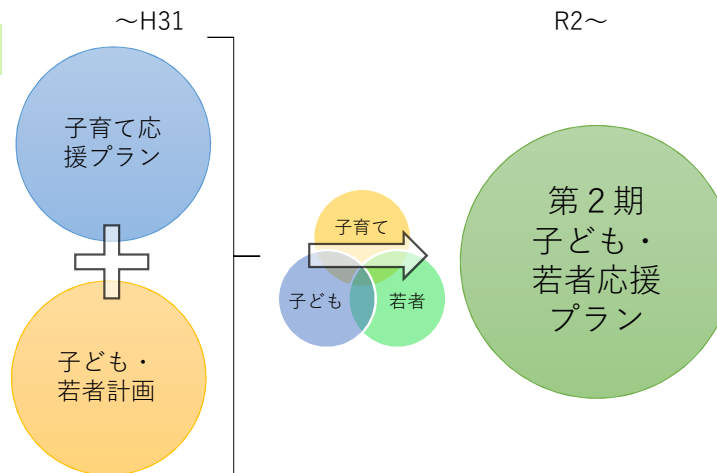 ～H31
R2～
子育て応
援プラン
子ども・
若者計画
子育て
子ども
若者
第２期
子ども・
若者応援
プラン